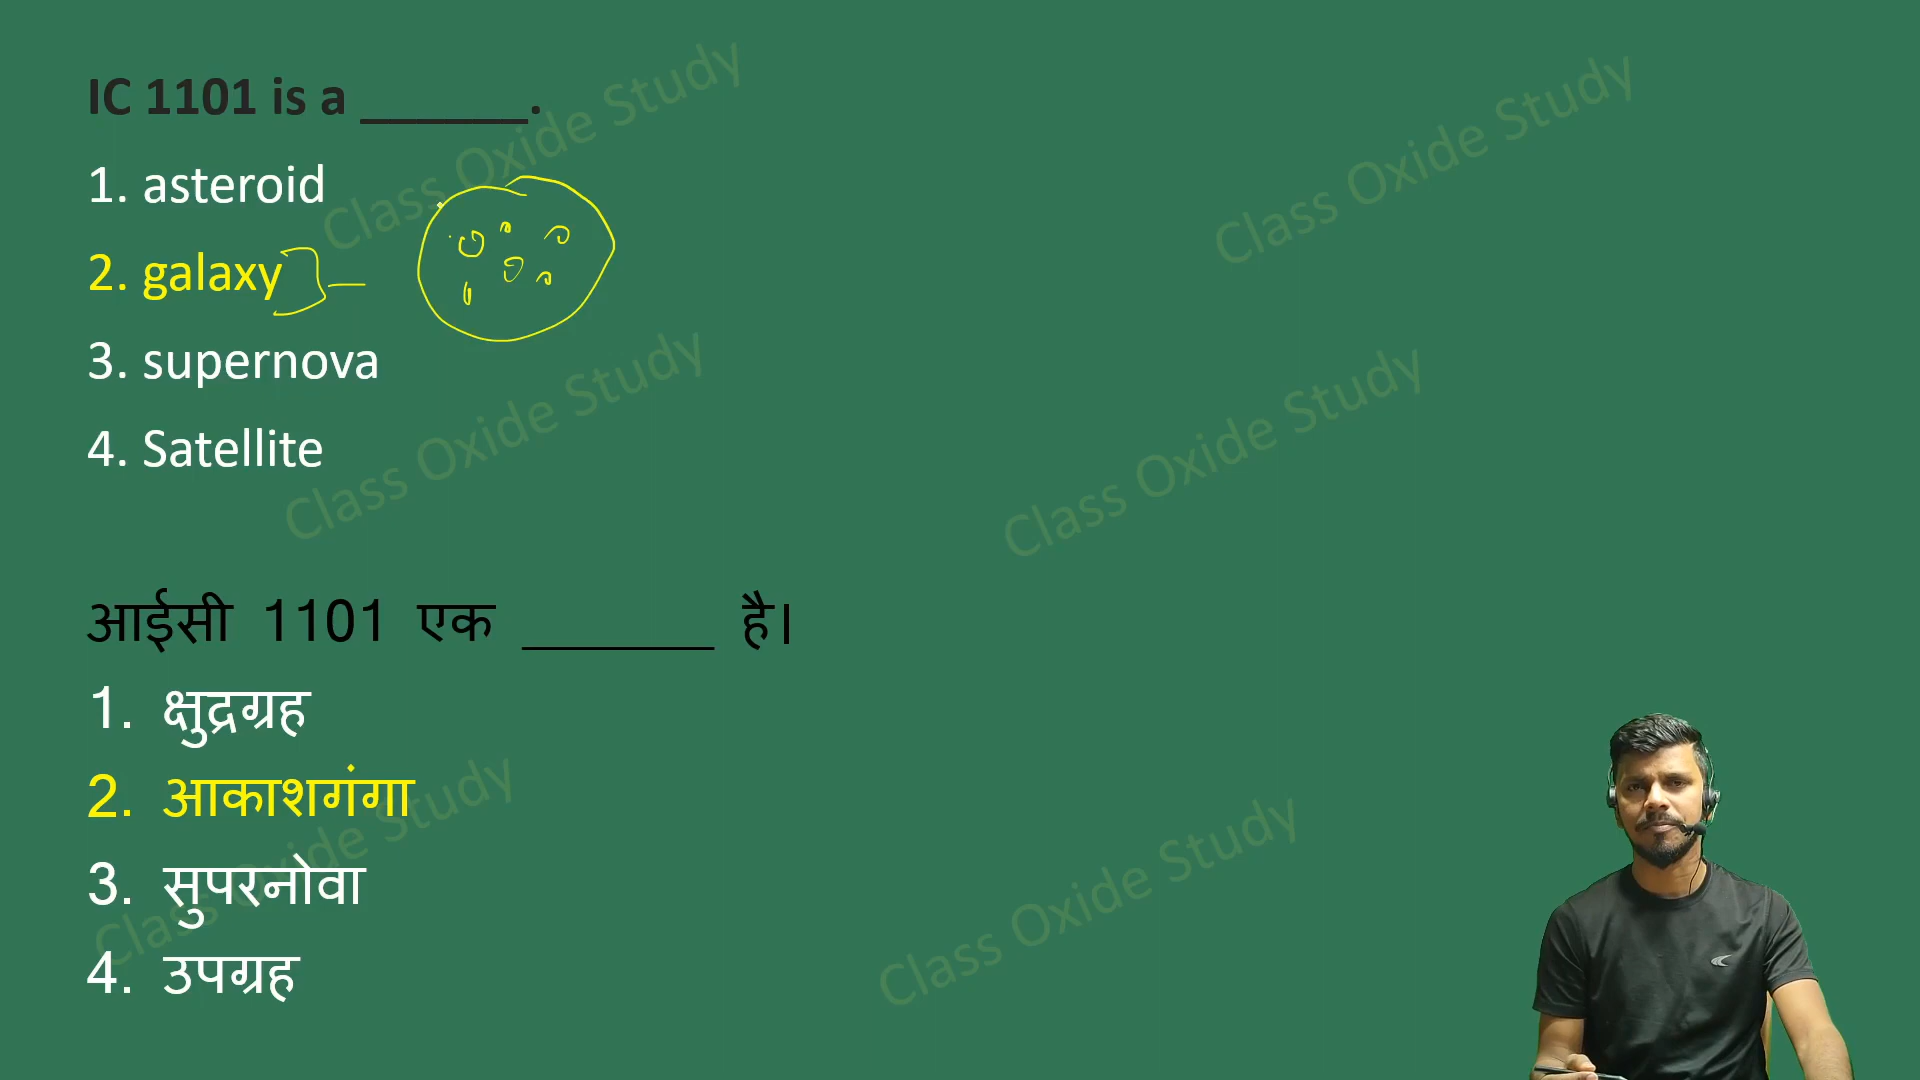 IC 1101 is a ______.
1. asteroid
2. galaxy
3. supernova
4. Satellite
आईसी 1101 एक ______ है।
1. क्षुद्रग्रह
2. आकाशगंगा
3. सुपरनोवा
4. उपग्रह
Class Oxide Study
Class Oxide Study
Class Oxide Study
Class Oxide Study
Class Oxide Study
Class Oxide Study